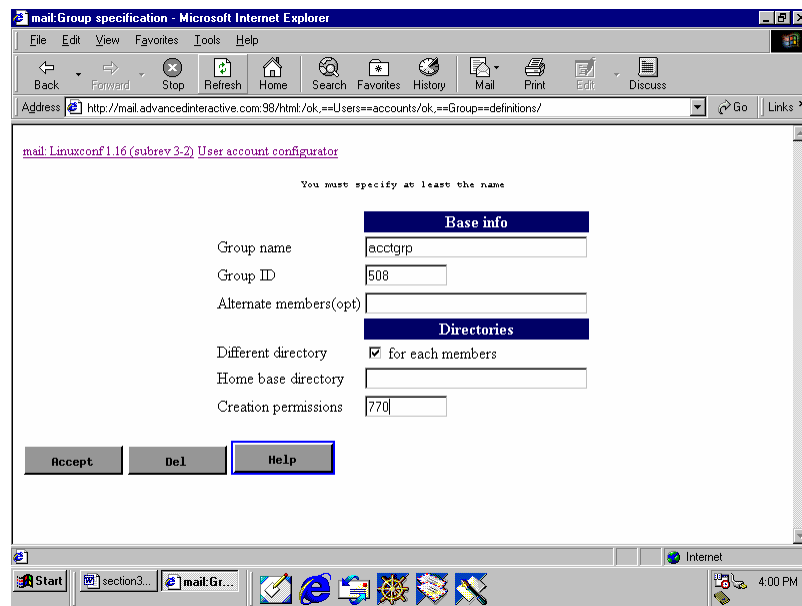 mail:Group specification - Microsoft Internet Explorer
File Edit View Favorites Tools Help
Back Forward Stop Refresh Home Search Favorites History Mail Print Edit Discuss
Address http://mail.advancedinteractive.com:98/html:/ok,==Users==accounts/ok,==Group==definitions/ Go Links
mail: Linuxconf 1.16 (subrev 3-2) User account configurator
You must specify at least the name
Base info
Group name acctgrp
Group ID 508
Alternate members(opt)
Directories
Different directory for each members
Home base directory
Creation permissions 770
Accept Del Help
Internet
Start section3... mail:Gr... 4:00 PM